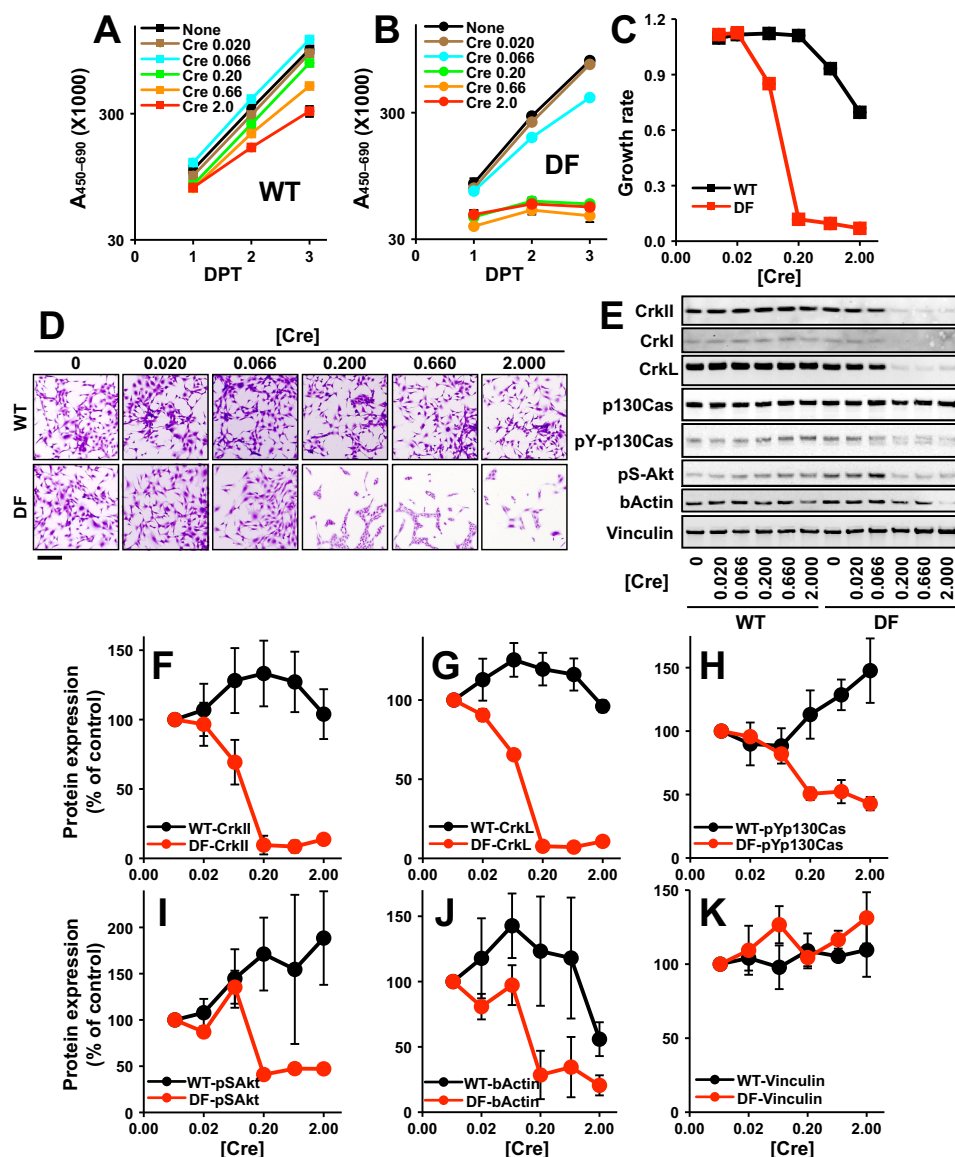 A
None
Cre 0.020
Cre 0.066
Cre 0.20
Cre 0.66
Cre 2.0
A450–690 (X1000)
300
30
WT
1 2 3
DPT
B
None
Cre 0.020
Cre 0.066
Cre 0.20
Cre 0.66
Cre 2.0
A450–690 (X1000)
300
30
DF
1 2 3
DPT
C
Growth rate
1.2
0.9
0.6
0.3
0.0
WT
DF
0.00 0.02 0.20 2.00
[Cre]
D
[Cre]
0 0.020 0.066 0.200 0.660 2.000
WT
DF
E
CrkII
CrkI
CrkL
p130Cas
pY-p130Cas
pS-Akt
bActin
Vinculin
[Cre]
0 0.020 0.066 0.200 0.660 2.000 0 0.020 0.066 0.200 0.660 2.000
WT DF
F
Protein expression
(% of control)
150
100
50
0
WT-CrkII
DF-CrkII
0.00 0.02 0.20 2.00
G
100
50
0
WT-CrkL
DF-CrkL
0.00 0.02 0.20 2.00
H
150
100
50
0
WT-pYp130Cas
DF-pYp130Cas
0.00 0.02 0.20 2.00
I
Protein expression
(% of control)
200
150
100
50
0
WT-pSAkt
DF-pSAkt
0.00 0.02 0.20 2.00
[Cre]
J
150
100
50
0
WT-bActin
DF-bActin
0.00 0.02 0.20 2.00
[Cre]
K
150
100
50
0
WT-Vinculin
DF-Vinculin
0.00 0.02 0.20 2.00
[Cre]